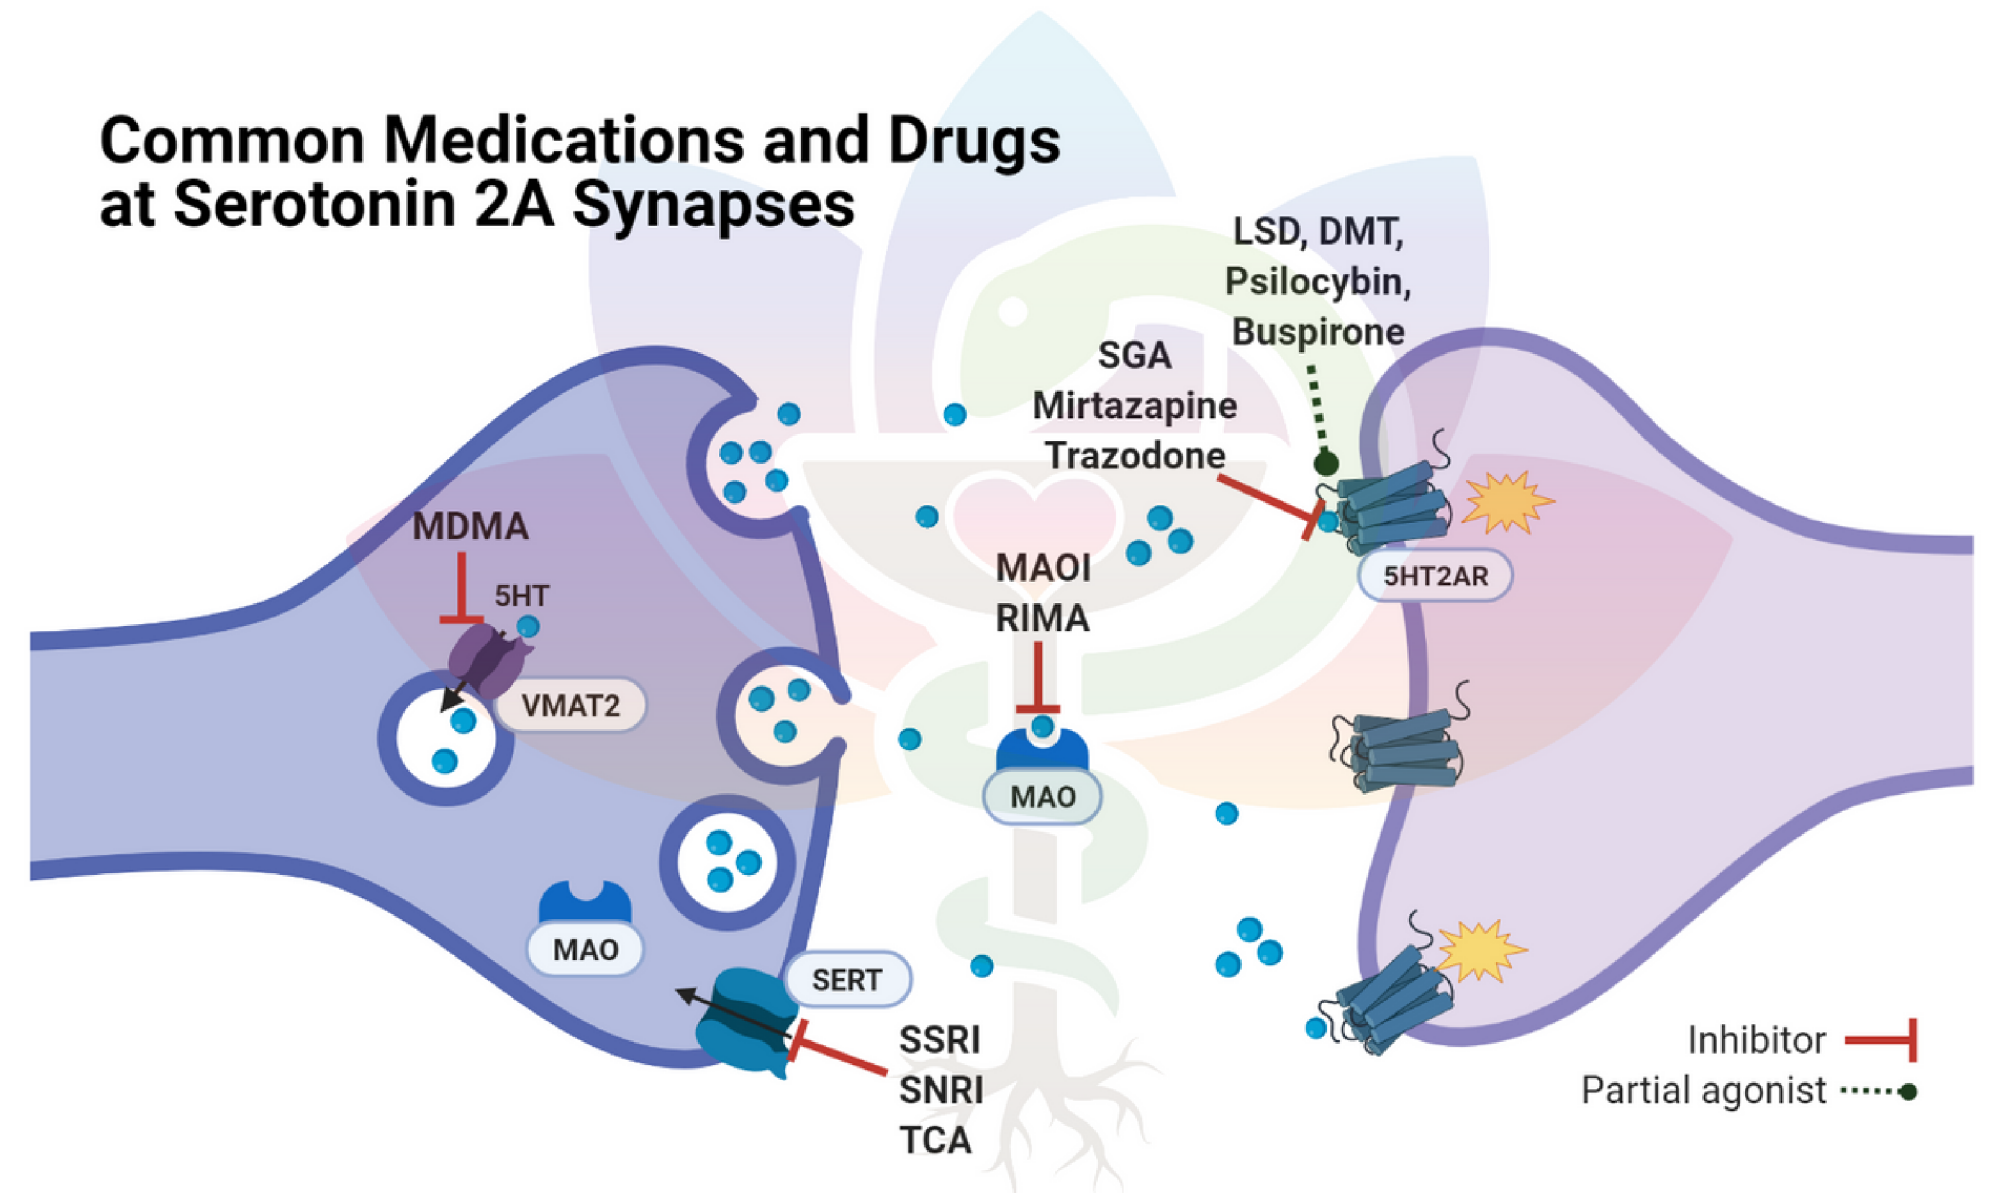 Common Medications and Drugs
at Serotonin 2A Synapses
LSD, DMT,
Psilocybin,
Buspirone
SGA
Mirtazapine
Trazodone
MDMA
5HT
VMAT2
MAOI
RIMA
MAO
5HT2AR
MAO
SERT
SSRI
SNRI
TCA
Inhibitor
Partial agonist